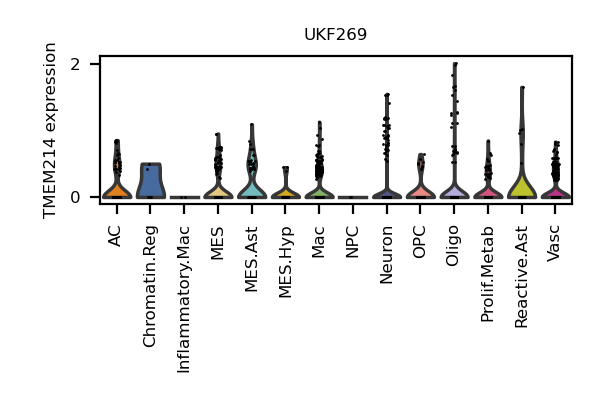 UKF269
TMEM214 expression
2
0
AC
Chromatin.Reg
Inflammatory.Mac
MES
MES.Ast
MES.Hyp
Mac
NPC
Neuron
OPC
Oligo
Prolif.Metab
Reactive.Ast
Vasc